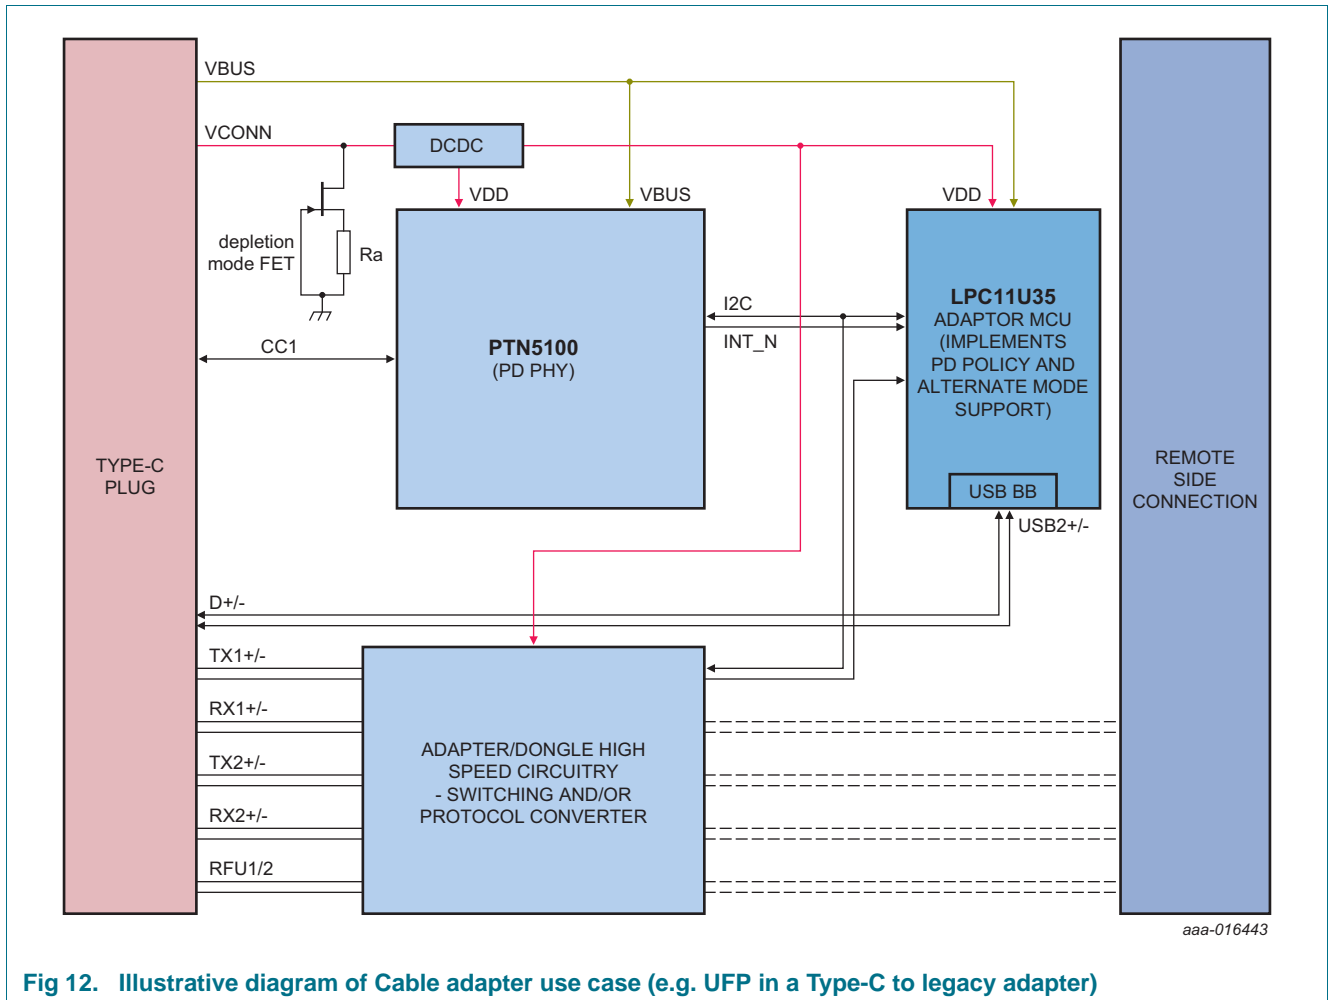 VBUS
VCONN
DCDC
VDD
VBUS
VDD
depletion
mode FET
Ra
CC1
PTN5100
(PD PHY)
I2C
INT_N
LPC11U35
ADAPTOR MCU
(IMPLEMENTS
PD POLICY AND
ALTERNATE MODE
SUPPORT)
USB BB
USB2+/-
TYPE-C
PLUG
REMOTE
SIDE
CONNECTION
D+/-
TX1+/-
RX1+/-
TX2+/-
RX2+/-
RFU1/2
ADAPTER/DONGLE HIGH
SPEED CIRCUITRY
- SWITCHING AND/OR
PROTOCOL CONVERTER
aaa-016443
Fig 12. Illustrative diagram of Cable adapter use case (e.g. UFP in a Type-C to legacy adapter)